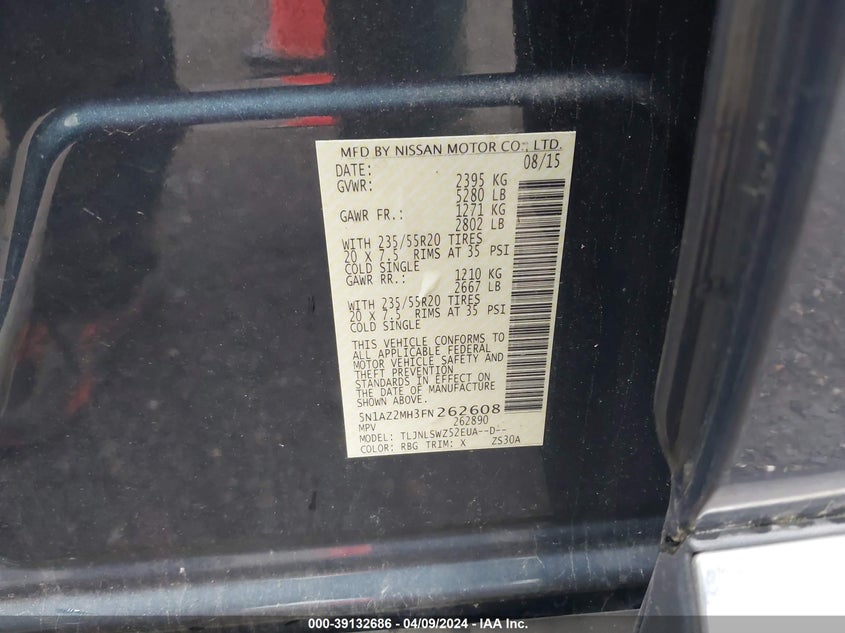 MFD BY NISSAN MOTOR CO., LTD.
DATE: 08/15
GVWR: 2395 KG
5280 LB
GAWR FR.: 1271 KG
2802 LB
WITH 235/55R20 TIRES
20 X 7.5 RIMS AT 35 PSI
COLD SINGLE
GAWR RR.: 1210 KG
2667 LB
WITH 235/55R20 TIRES
20 X 7.5 RIMS AT 35 PSI
COLD SINGLE
THIS VEHICLE CONFORMS TO
ALL APPLICABLE FEDERAL
MOTOR VEHICLE SAFETY AND
THEFT PREVENTION
STANDARDS IN EFFECT ON
THE DATE OF MANUFACTURE
SHOWN ABOVE.
5N1AZ2MH3FN262608
MPV 262890
MODEL: TLJNLSWZ52EUA--D--
COLOR: RBG TRIM: X ZS30A
000-39132686 - 04/09/2024 - IAA Inc.